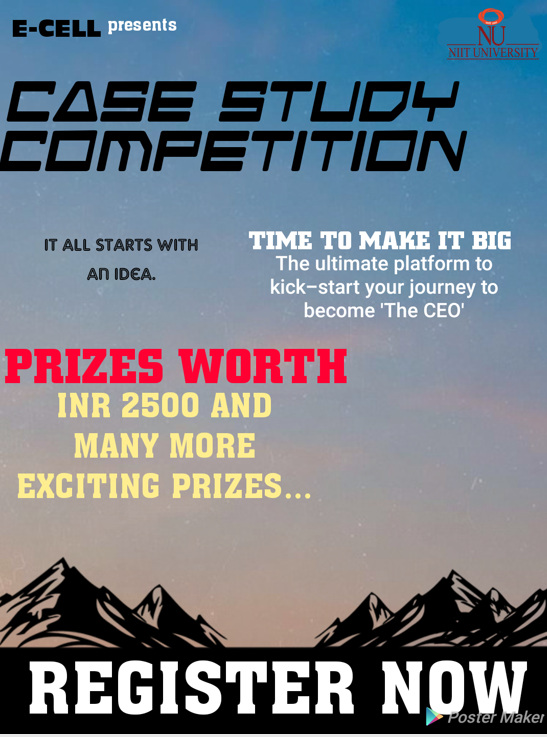 E-CELL presents
NU
NIIT UNIVERSITY
CASE STUDY
COMPETITION
IT ALL STARTS WITH
AN IDEA.
TIME TO MAKE IT BIG
The ultimate platform to
kick–start your journey to
become 'The CEO'
PRIZES WORTH
INR 2500 AND
MANY MORE
EXCITING PRIZES...
REGISTER NOW
Poster Maker